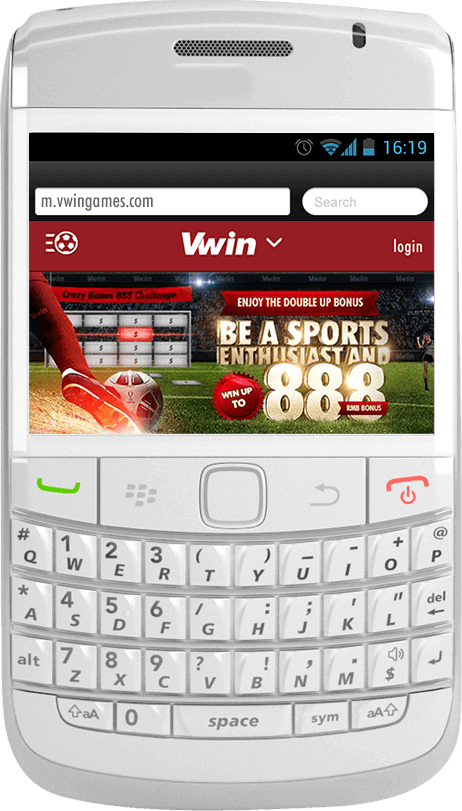 16:19
m.vwingames.com
Search
Vwin
login
Crazy Boom 888 Challenge
ENJOY THE DOUBLE UP BONUS
BE A SPORTS
ENTHUSIAST AND
WIN UP
TO
888
RMB BONUS
# 1 2 3 ( ) _ - + @
Q W E R T Y U I O P
* 4 5 6 / : ; ' " del
A S D F G H J K L
alt 7 8 9 ? ! , . $
Z X C V B N M
aA 0 space sym aA